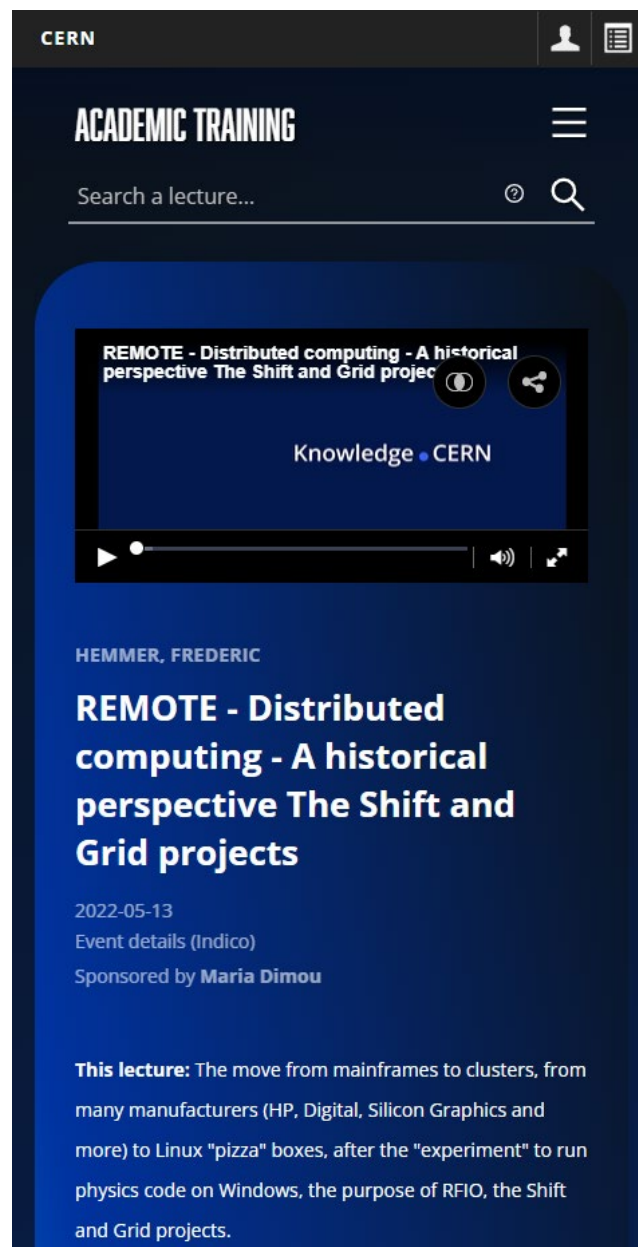 CERN
ACADEMIC TRAINING
Search a lecture...
REMOTE - Distributed computing - A historical
perspective The Shift and Grid projec
Knowledge CERN
HEMMER, FREDERIC
REMOTE - Distributed
computing - A historical
perspective The Shift and
Grid projects
2022-05-13
Event details (Indico)
Sponsored by Maria Dimou
This lecture: The move from mainframes to clusters, from
many manufacturers (HP, Digital, Silicon Graphics and
more) to Linux "pizza" boxes, after the "experiment" to run
physics code on Windows, the purpose of RFIO, the Shift
and Grid projects.